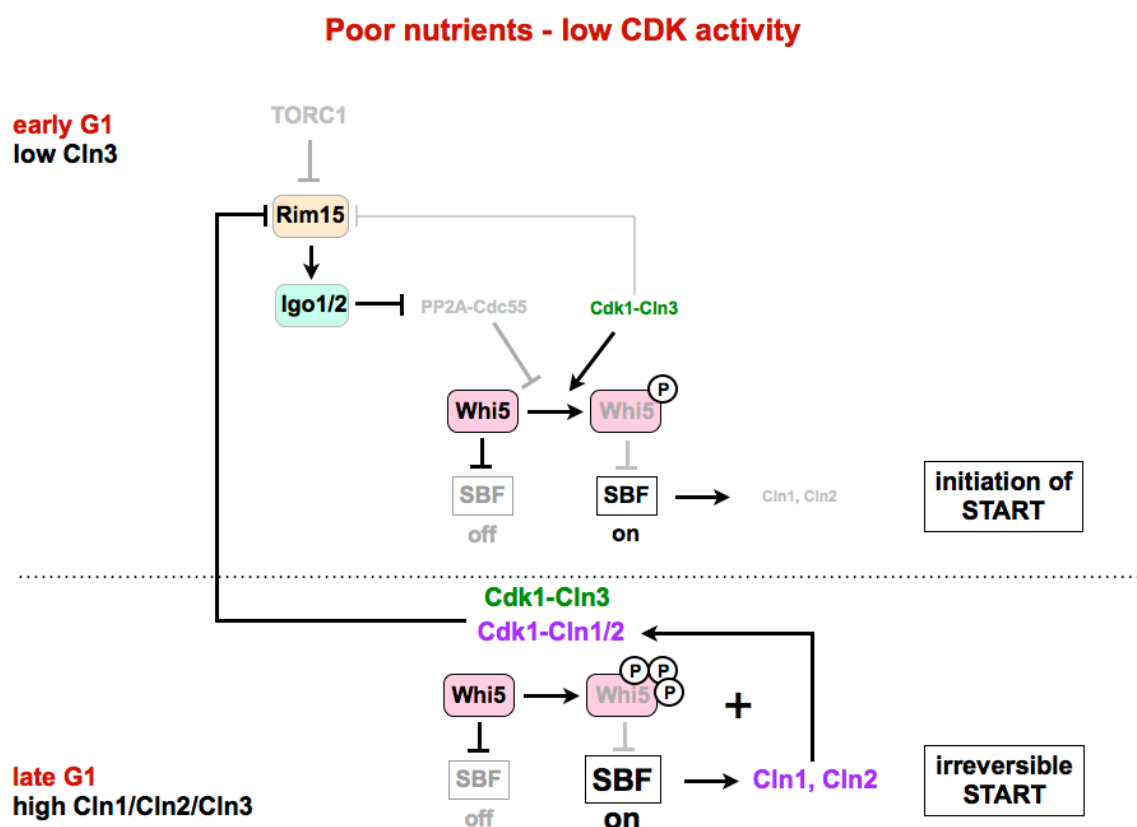 Poor nutrients - low CDK activity
TORC1
early G1
low Cln3
Rim15
Igo1/2
PP2A-Cdc55
Cdk1-Cln3
P
Whi5
Whi5
SBF
SBF
Cln1, Cln2
initiation of
START
off
on
Cdk1-Cln3
Cdk1-Cln1/2
P P
P
Whi5
Whi5
+
late G1
high Cln1/Cln2/Cln3
SBF
SBF
Cln1, Cln2
irreversible
START
off
on